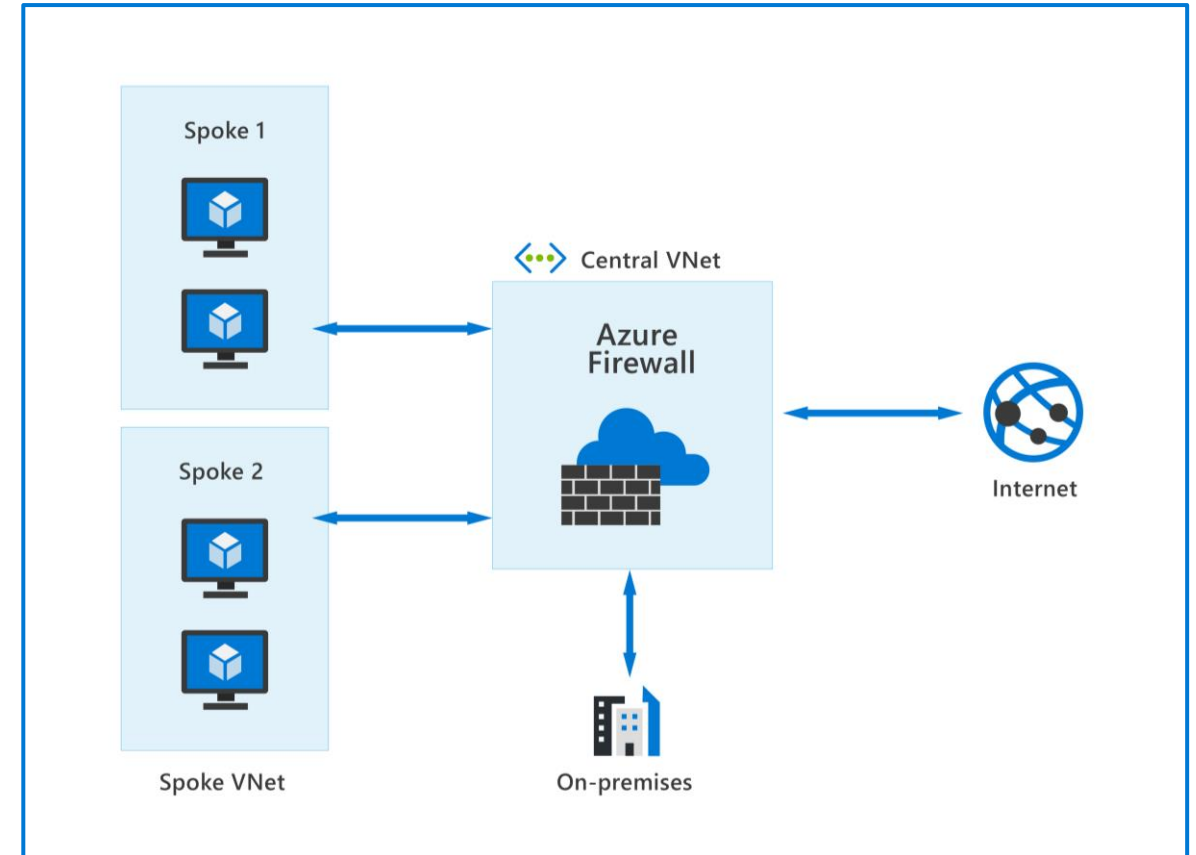 Spoke 1
Central VNet
Azure
Firewall
Spoke 2
Internet
Spoke VNet
On-premises